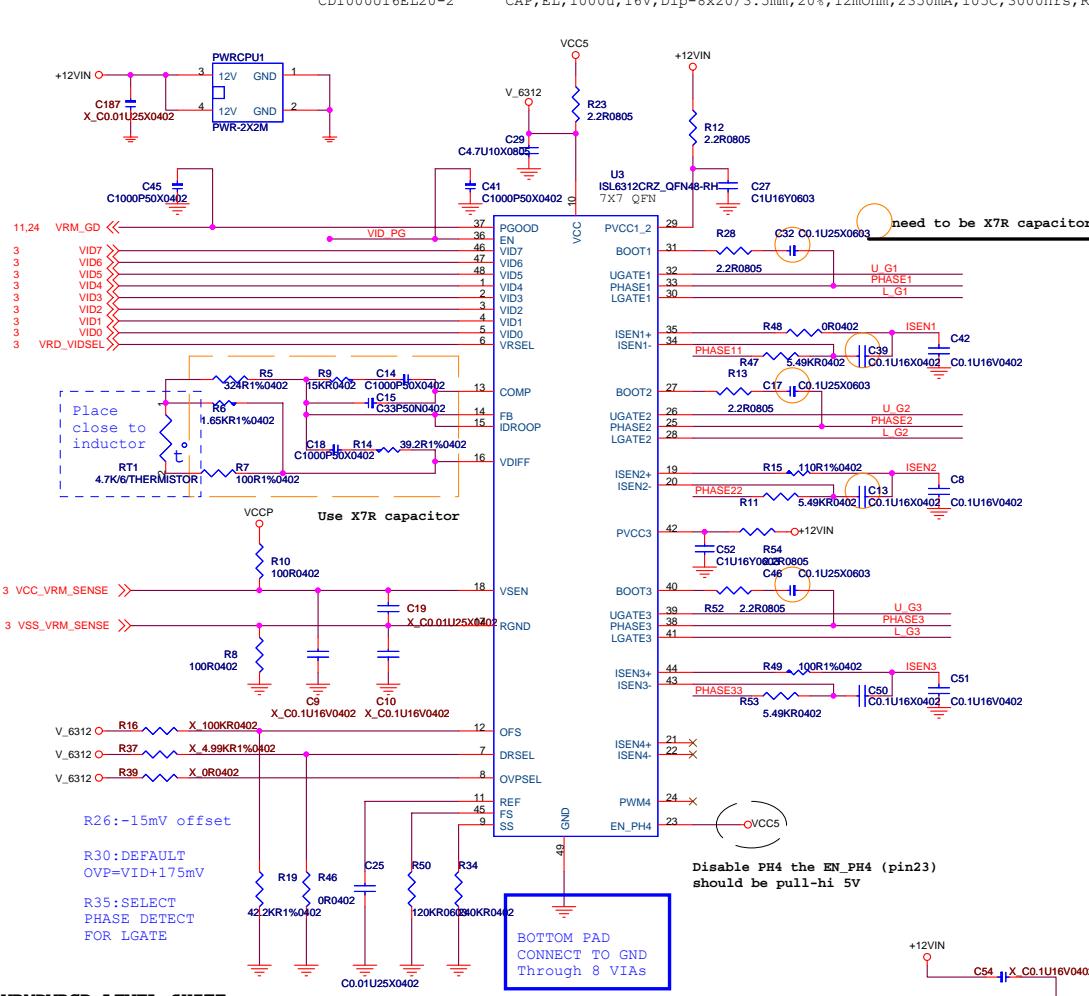 CD1000U16EL20-2 CAP,EL,1000u,16V,Dip-8x20/3.5mm,20%,12mOhm,2350mA,105C,3000hrs,R
PWRCPU1
+12VIN
3 12V GND 1
4 12V GND 2
PWR-2X2M
C187
X_C0.01U25X0402
VCC5
V_6312
R23
2.2R0805
C29
C4.7U10X0805
+12VIN
R12
2.2R0805
C27
C1U16Y0603
C45
C1000P50X0402
C41
C1000P50X0402
U3
ISL6312CRZ_QFN48-RH
7X7 QFN
need to be X7R capacitor
11,24 VRM_GD
VID_PG
3 VID7
3 VID6
3 VID5
3 VID4
3 VID3
3 VID2
3 VID1
3 VID0
3 VRD_VIDSEL
10 VCC
37 PGOOD
36 EN
46 VID7
47 VID6
48 VID5
1 VID4
2 VID3
3 VID2
4 VID1
5 VID0
6 VRSEL
13 COMP
14 FB
15 IDROOP
16 VDIFF
18 VSEN
17 RGND
12 OFS
7 DRSEL
8 OVPSEL
11 REF
45 FS
9 SS
GND
49
PVCC1_2 29
BOOT1 31
UGATE1 32
PHASE1 33
LGATE1 30
ISEN1+ 35
ISEN1- 34
BOOT2 27
UGATE2 26
PHASE2 25
LGATE2 28
ISEN2+ 19
ISEN2- 20
PVCC3 42
BOOT3 40
UGATE3 39
PHASE3 38
LGATE3 41
ISEN3+ 44
ISEN3- 43
ISEN4+ 21
ISEN4- 22
PWM4 24
EN_PH4 23
R28
2.2R0805
C32 C0.1U25X0603
U_G1
PHASE1
L_G1
R48 0R0402 ISEN1
PHASE11
R47 5.49KR0402
C39
C0.1U16X0402
C42
C0.1U16V0402
R13
2.2R0805
C17 C0.1U25X0603
U_G2
PHASE2
L_G2
R15 110R1%0402 ISEN2
PHASE22
R11 5.49KR0402
C13
C0.1U16X0402
C8
C0.1U16V0402
+12VIN
C52
C1U16Y0603
R54
2.2R0805
C46 C0.1U25X0603
R52 2.2R0805
U_G3
PHASE3
L_G3
R49 100R1%0402 ISEN3
PHASE33
R53
5.49KR0402
C50
C0.1U16X0402
C51
C0.1U16V0402
VCC5
Disable PH4 the EN_PH4 (pin23)
should be pull-hi 5V
R5
324R1%0402
R9
15KR0402
C14
C1000P50X0402
C15
C33P50N0402
R6
1.65KR1%0402
C18
C1000P50X0402
R14 39.2R1%0402
R7
100R1%0402
1
2
t°
RT1
4.7K/6/THERMISTOR
Place
close to
inductor
Use X7R capacitor
VCCP
R10
100R0402
3 VCC_VRM_SENSE
3 VSS_VRM_SENSE
C19
X_C0.01U25X0402
R8
100R0402
C9
X_C0.1U16V0402
C10
X_C0.1U16V0402
V_6312 R16 X_100KR0402
V_6312 R37 X_4.99KR1%0402
V_6312 R39 X_0R0402
R26:-15mV offset
R30:DEFAULT
OVP=VID+175mV
R35:SELECT
PHASE DETECT
FOR LGATE
R19
42.2KR1%0402
R46
0R0402
C25
C0.01U25X0402
R50
120KR0603
R34
240KR0402
BOTTOM PAD
CONNECT TO GND
Through 8 VIAs
+12VIN
C54 X_C0.1U16V0402